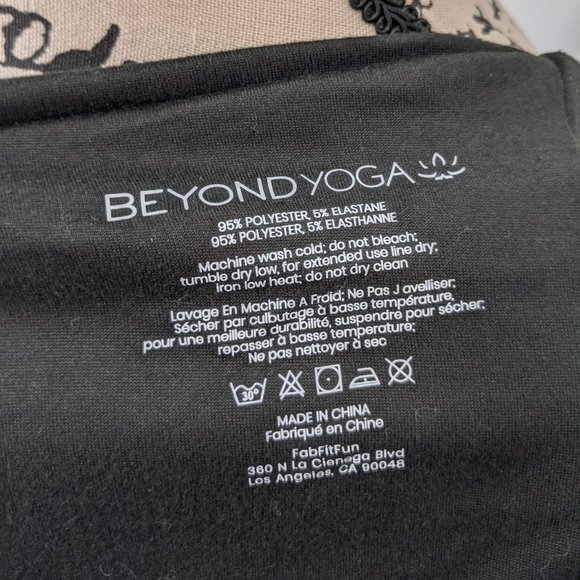 BEYOND YOGA
95% POLYESTER, 5% ELASTANE
95% POLYESTER, 5% ELASTHANNE
Machine wash cold; do not bleach;
tumble dry low, for extended use line dry;
iron low heat; do not dry clean
Lavage En Machine A Froid; Ne Pas J avelliser;
Sécher par culbutage à basse température,
pour une meilleure durabilité, suspendre pour sécher;
repasser à basse temperature;
Ne pas nettoyer à sec
30°
MADE IN CHINA
Fabriqué en Chine
FabFitFun
360 N La Cienega Blvd
Los Angeles, CA 90048